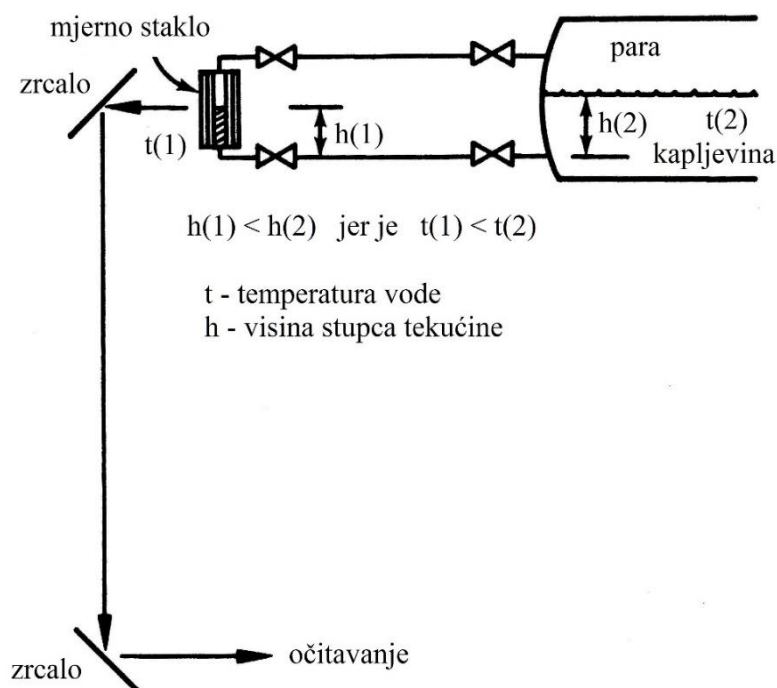 mjerno staklo
zrcalo
para
t(1)
h(1)
h(2)
t(2)
kapljevina
h(1) < h(2) jer je t(1) < t(2)
t - temperatura vode
h - visina stupca tekućine
zrcalo
očitavanje